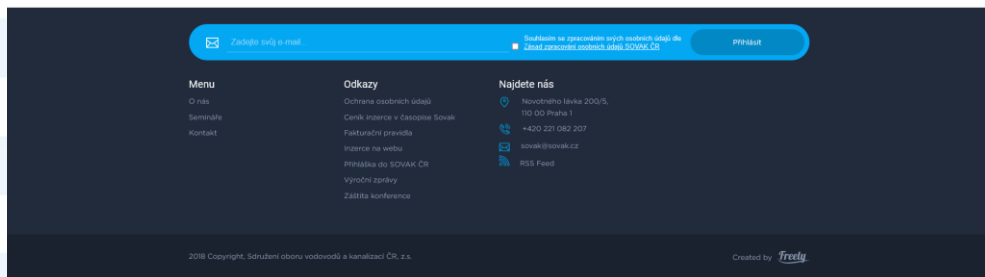 Zadejte svůj e-mail...
Souhlasím se zpracováním svých osobních údajů dle
Zásad zpracování osobních údajů SOVAK ČR
Přihlásit
Menu
O nás
Semináře
Kontakt
Odkazy
Ochrana osobních údajů
Ceník inzerce v časopise Sovak
Fakturační pravidla
Inzerce na webu
Přihláška do SOVAK ČR
Výroční zprávy
Záštita konference
Najdete nás
Novotného lávka 200/5,
110 00 Praha 1
+420 221 082 207
sovak@sovak.cz
RSS Feed
2018 Copyright, Sdružení oboru vodovodů a kanalizací ČR, z.s.
Created by Freely